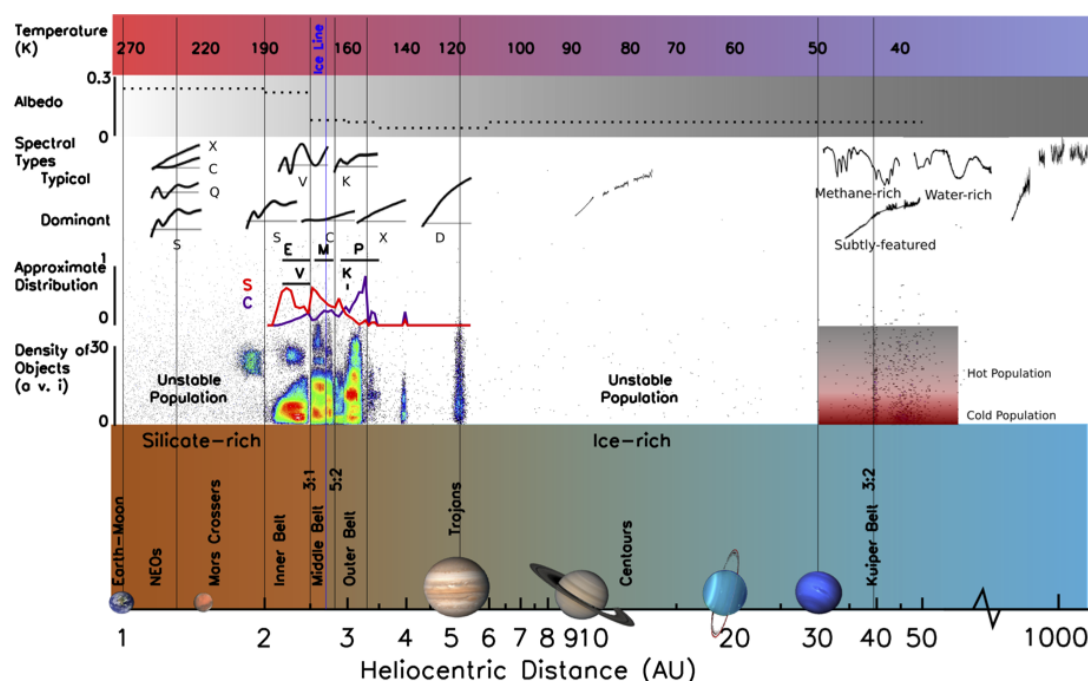 Temperature
(K)
270 220 190 Ice Line 160 140 120 100 90 80 70 60 50 40
0.3
Albedo
0
Spectral
Types
Typical
X
C
Q
V K
Methane-rich Water-rich
Dominant
S S C X D
Subtly-featured
E M P
1
Approximate
Distribution
V K
S
C
0
Density of
Objects
(a v. i)
30
0
Unstable
Population
Unstable
Population
Hot Population
Cold Population
Silicate-rich Ice-rich
Earth-Moon
NEOs
Mars Crossers
Inner Belt
3:1
Middle Belt
5:2
Outer Belt
Trojans
Centaurs
Kuiper Belt 3:2
1 2 3 4 5 6 7 8 9 10 20 30 40 50 1000
Heliocentric Distance (AU)